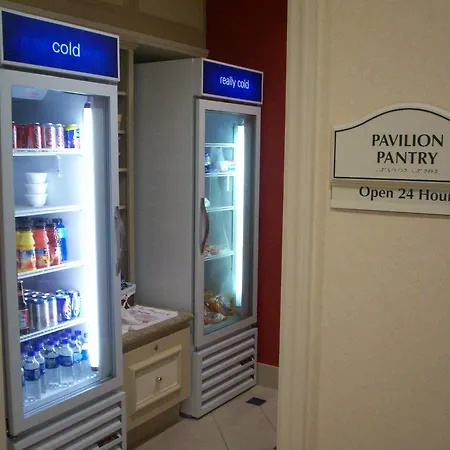 cold
really cold
PAVILION
PANTRY
Open 24 Hour